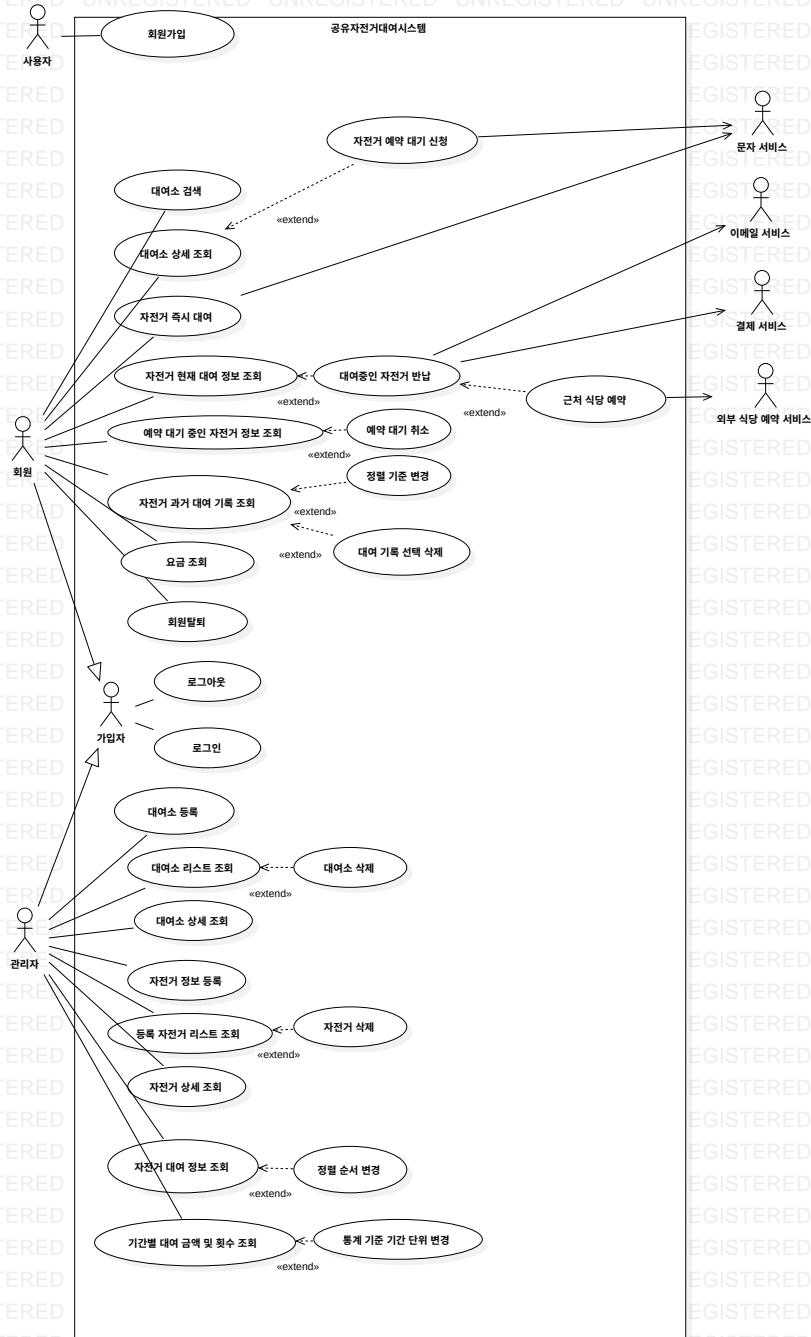 UNREGISTERED UNREGISTERED UNREGISTERED UNREGISTERED
공유자전거대여시스템
사용자
회원가입
자전거 예약 대기 신청
문자 서비스
대여소 검색
«extend»
이메일 서비스
대여소 상세 조회
자전거 즉시 대여
결제 서비스
자전거 현재 대여 정보 조회
대여중인 자전거 반납
«extend»
근처 식당 예약
«extend»
외부 식당 예약 서비스
예약 대기 중인 자전거 정보 조회
예약 대기 취소
«extend»
회원
정렬 기준 변경
자전거 과거 대여 기록 조회
«extend»
대여 기록 선택 삭제
«extend»
요금 조회
회원탈퇴
로그아웃
가입자
로그인
대여소 등록
대여소 리스트 조회
대여소 삭제
«extend»
대여소 상세 조회
관리자
자전거 정보 등록
등록 자전거 리스트 조회
자전거 삭제
«extend»
자전거 상세 조회
자전거 대여 정보 조회
정렬 순서 변경
«extend»
기간별 대여 금액 및 횟수 조회
통계 기준 기간 단위 변경
«extend»